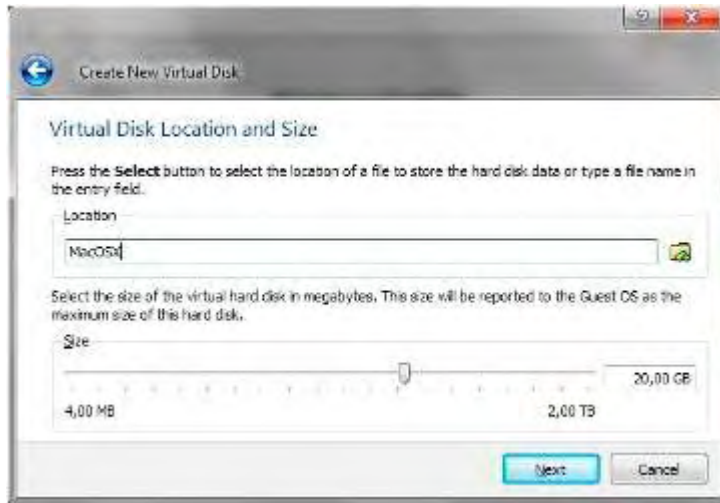 Create New Virtual Disk
Virtual Disk Location and Size
Press the Select button to select the location of a file to store the hard disk data or type a file name in
the entry field.
Location
MacOSX
Select the size of the virtual hard disk in megabytes. This size will be reported to the Guest OS as the
maximum size of this hard disk.
Size
20,00 GB
4,00 MB 2,00 TB
Next Cancel